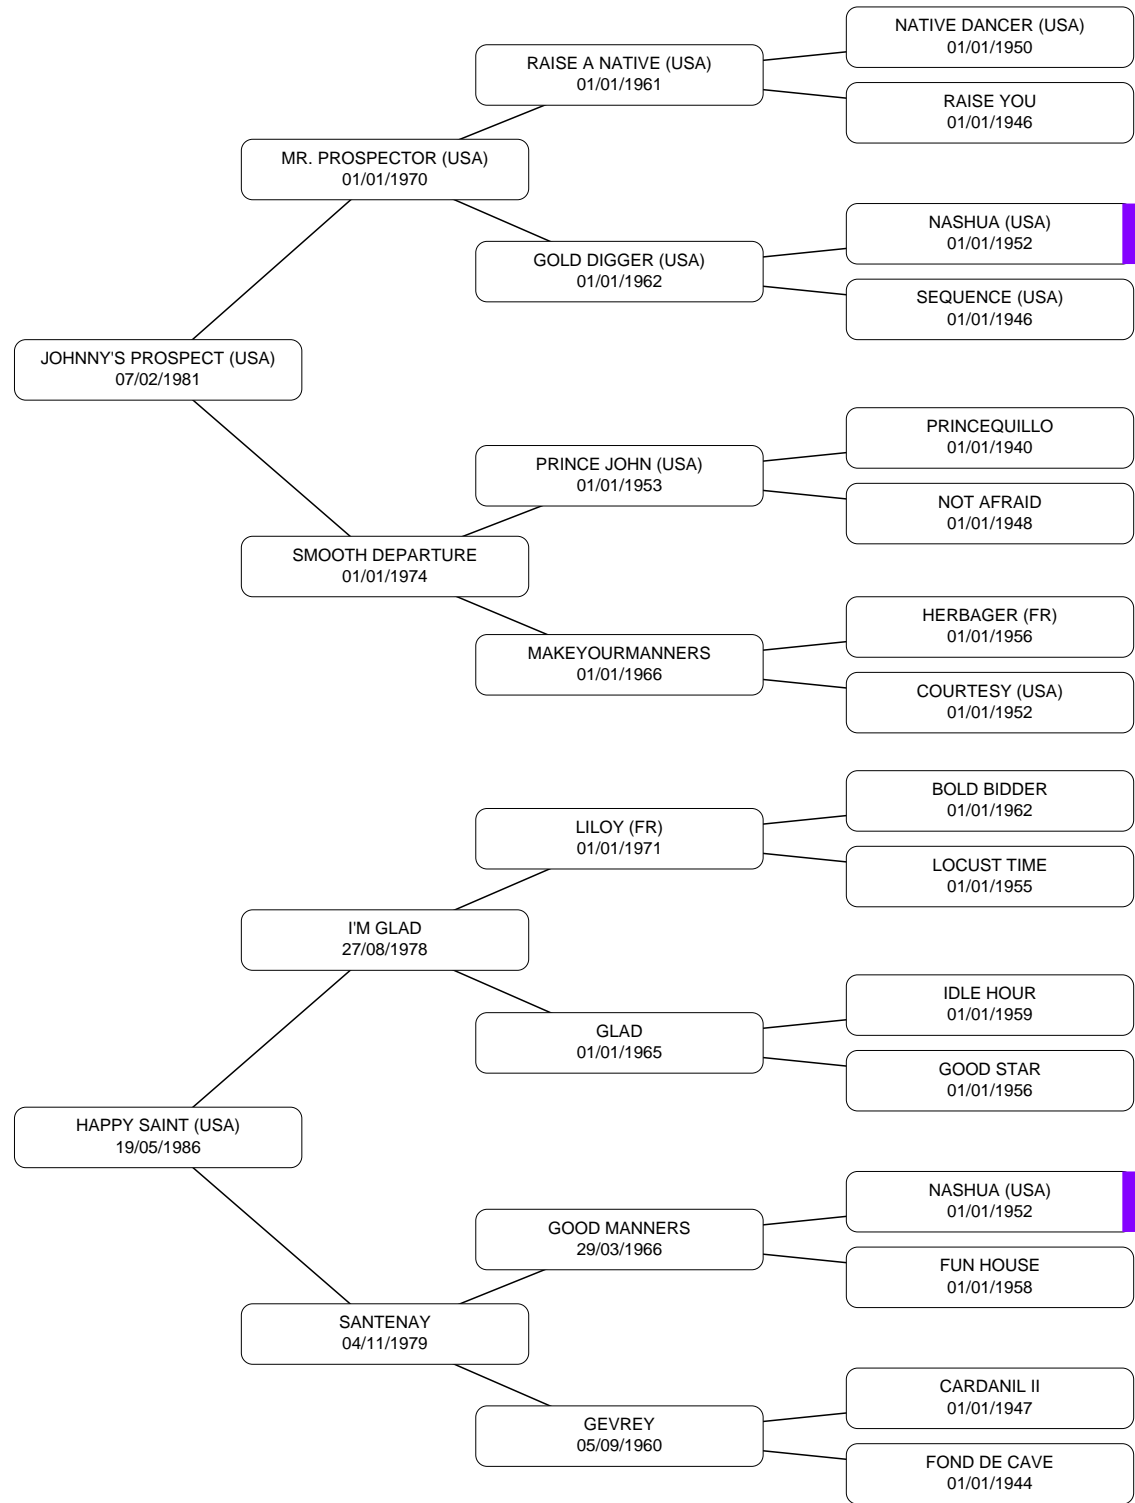 NATIVE DANCER (USA)
01/01/1950
RAISE A NATIVE (USA)
01/01/1961
RAISE YOU
01/01/1946
MR. PROSPECTOR (USA)
01/01/1970
NASHUA (USA)
01/01/1952
GOLD DIGGER (USA)
01/01/1962
SEQUENCE (USA)
01/01/1946
JOHNNY'S PROSPECT (USA)
07/02/1981
PRINCEQUILLO
01/01/1940
PRINCE JOHN (USA)
01/01/1953
NOT AFRAID
01/01/1948
SMOOTH DEPARTURE
01/01/1974
HERBAGER (FR)
01/01/1956
MAKEYOURMANNERS
01/01/1966
COURTESY (USA)
01/01/1952
BOLD BIDDER
01/01/1962
LILOY (FR)
01/01/1971
LOCUST TIME
01/01/1955
I'M GLAD
27/08/1978
IDLE HOUR
01/01/1959
GLAD
01/01/1965
GOOD STAR
01/01/1956
HAPPY SAINT (USA)
19/05/1986
NASHUA (USA)
01/01/1952
GOOD MANNERS
29/03/1966
FUN HOUSE
01/01/1958
SANTENAY
04/11/1979
CARDANIL II
01/01/1947
GEVREY
05/09/1960
FOND DE CAVE
01/01/1944